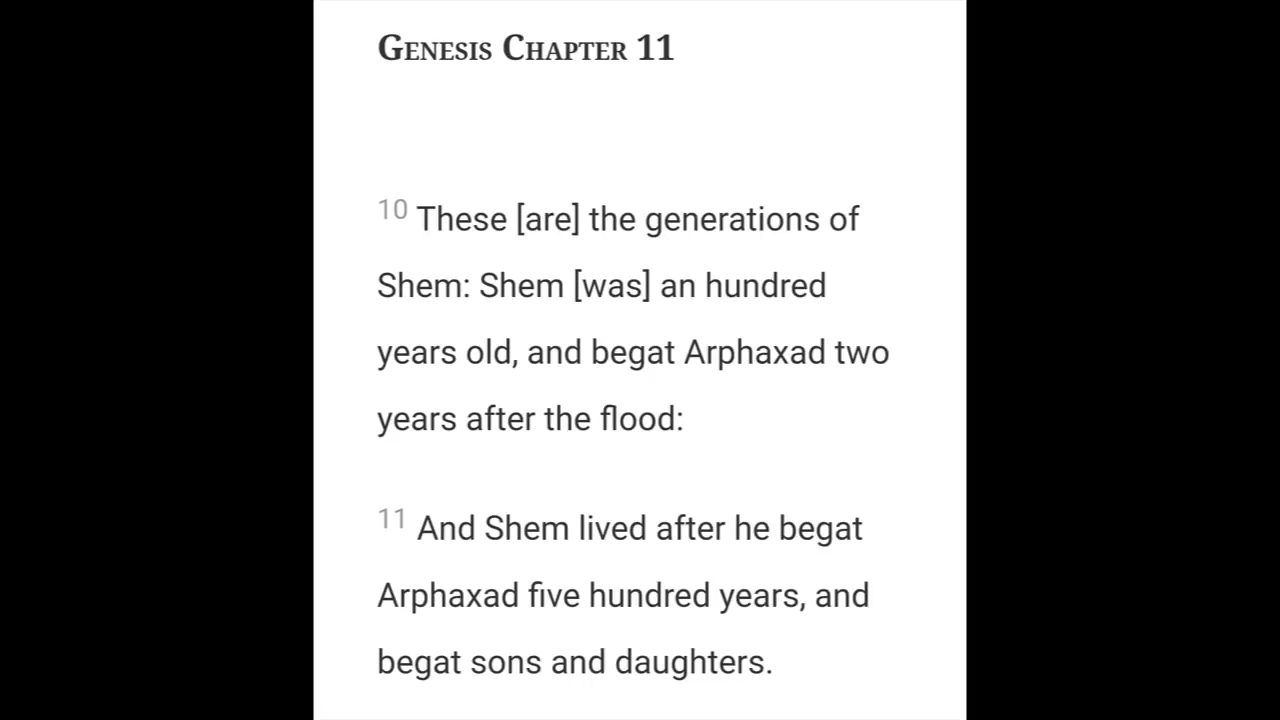 Genesis Chapter 11
10 These [are] the generations of
Shem: Shem [was] an hundred
years old, and begat Arphaxad two
years after the flood:
11 And Shem lived after he begat
Arphaxad five hundred years, and
begat sons and daughters.